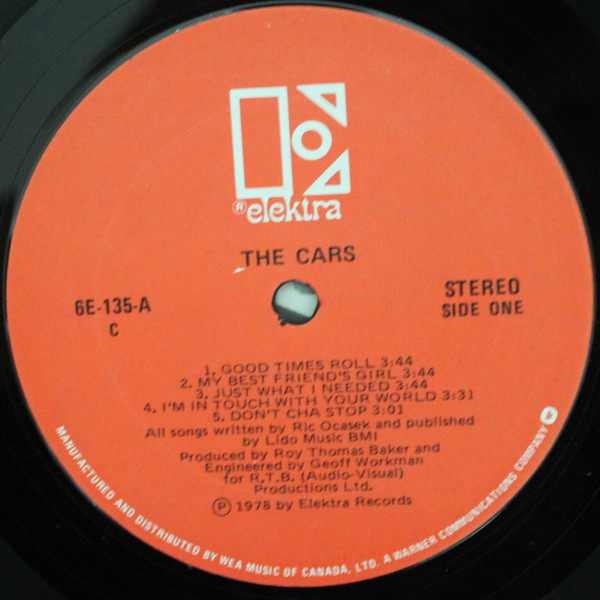 ® elektra
THE CARS
6E-135-A
C
STEREO
SIDE ONE
1. GOOD TIMES ROLL 3:44
2. MY BEST FRIEND'S GIRL 3:44
3. JUST WHAT I NEEDED 3:44
4. I'M IN TOUCH WITH YOUR WORLD 3:31
5. DON'T CHA STOP 3:01
All songs written by Ric Ocasek and published
by Lido Music BMI
Produced by Roy Thomas Baker and
Engineered by Geoff Workman
for R.T.B. (Audio-Visual)
Productions Ltd.
Ⓟ 1978 by Elektra Records
MANUFACTURED AND DISTRIBUTED BY WEA MUSIC OF CANADA, LTD. A WARNER COMMUNICATIONS COMPANY